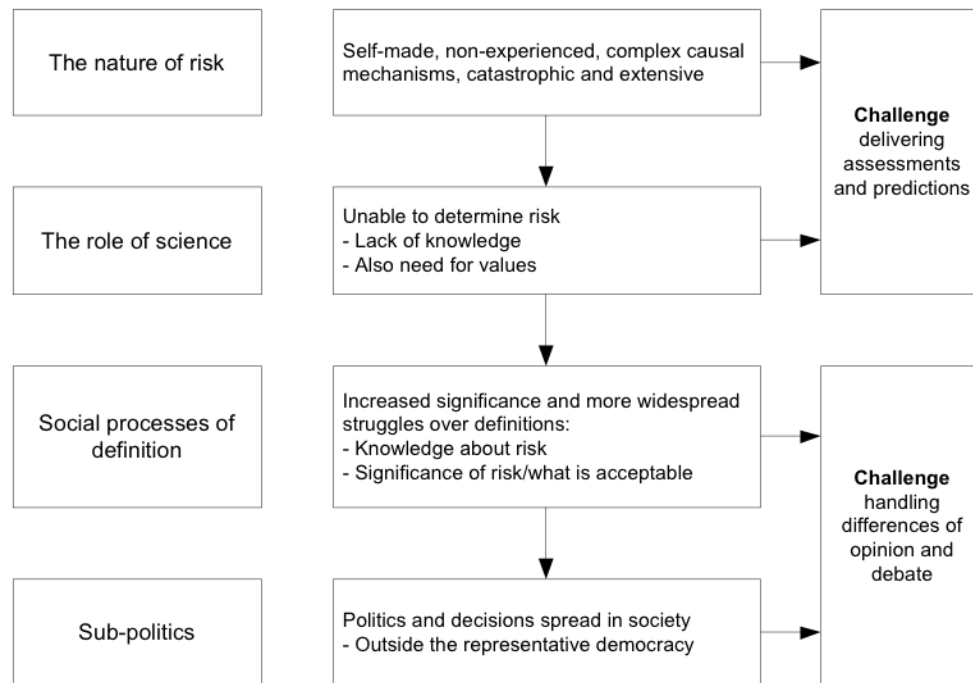 The nature of risk
Self-made, non-experienced, complex causal
mechanisms, catastrophic and extensive
Challenge
delivering
assessments
and predictions
The role of science
Unable to determine risk
- Lack of knowledge
- Also need for values
Social processes of
definition
Increased significance and more widespread
struggles over definitions:
- Knowledge about risk
- Significance of risk/what is acceptable
Challenge
handling
differences of
opinion and
debate
Sub-politics
Politics and decisions spread in society
- Outside the representative democracy